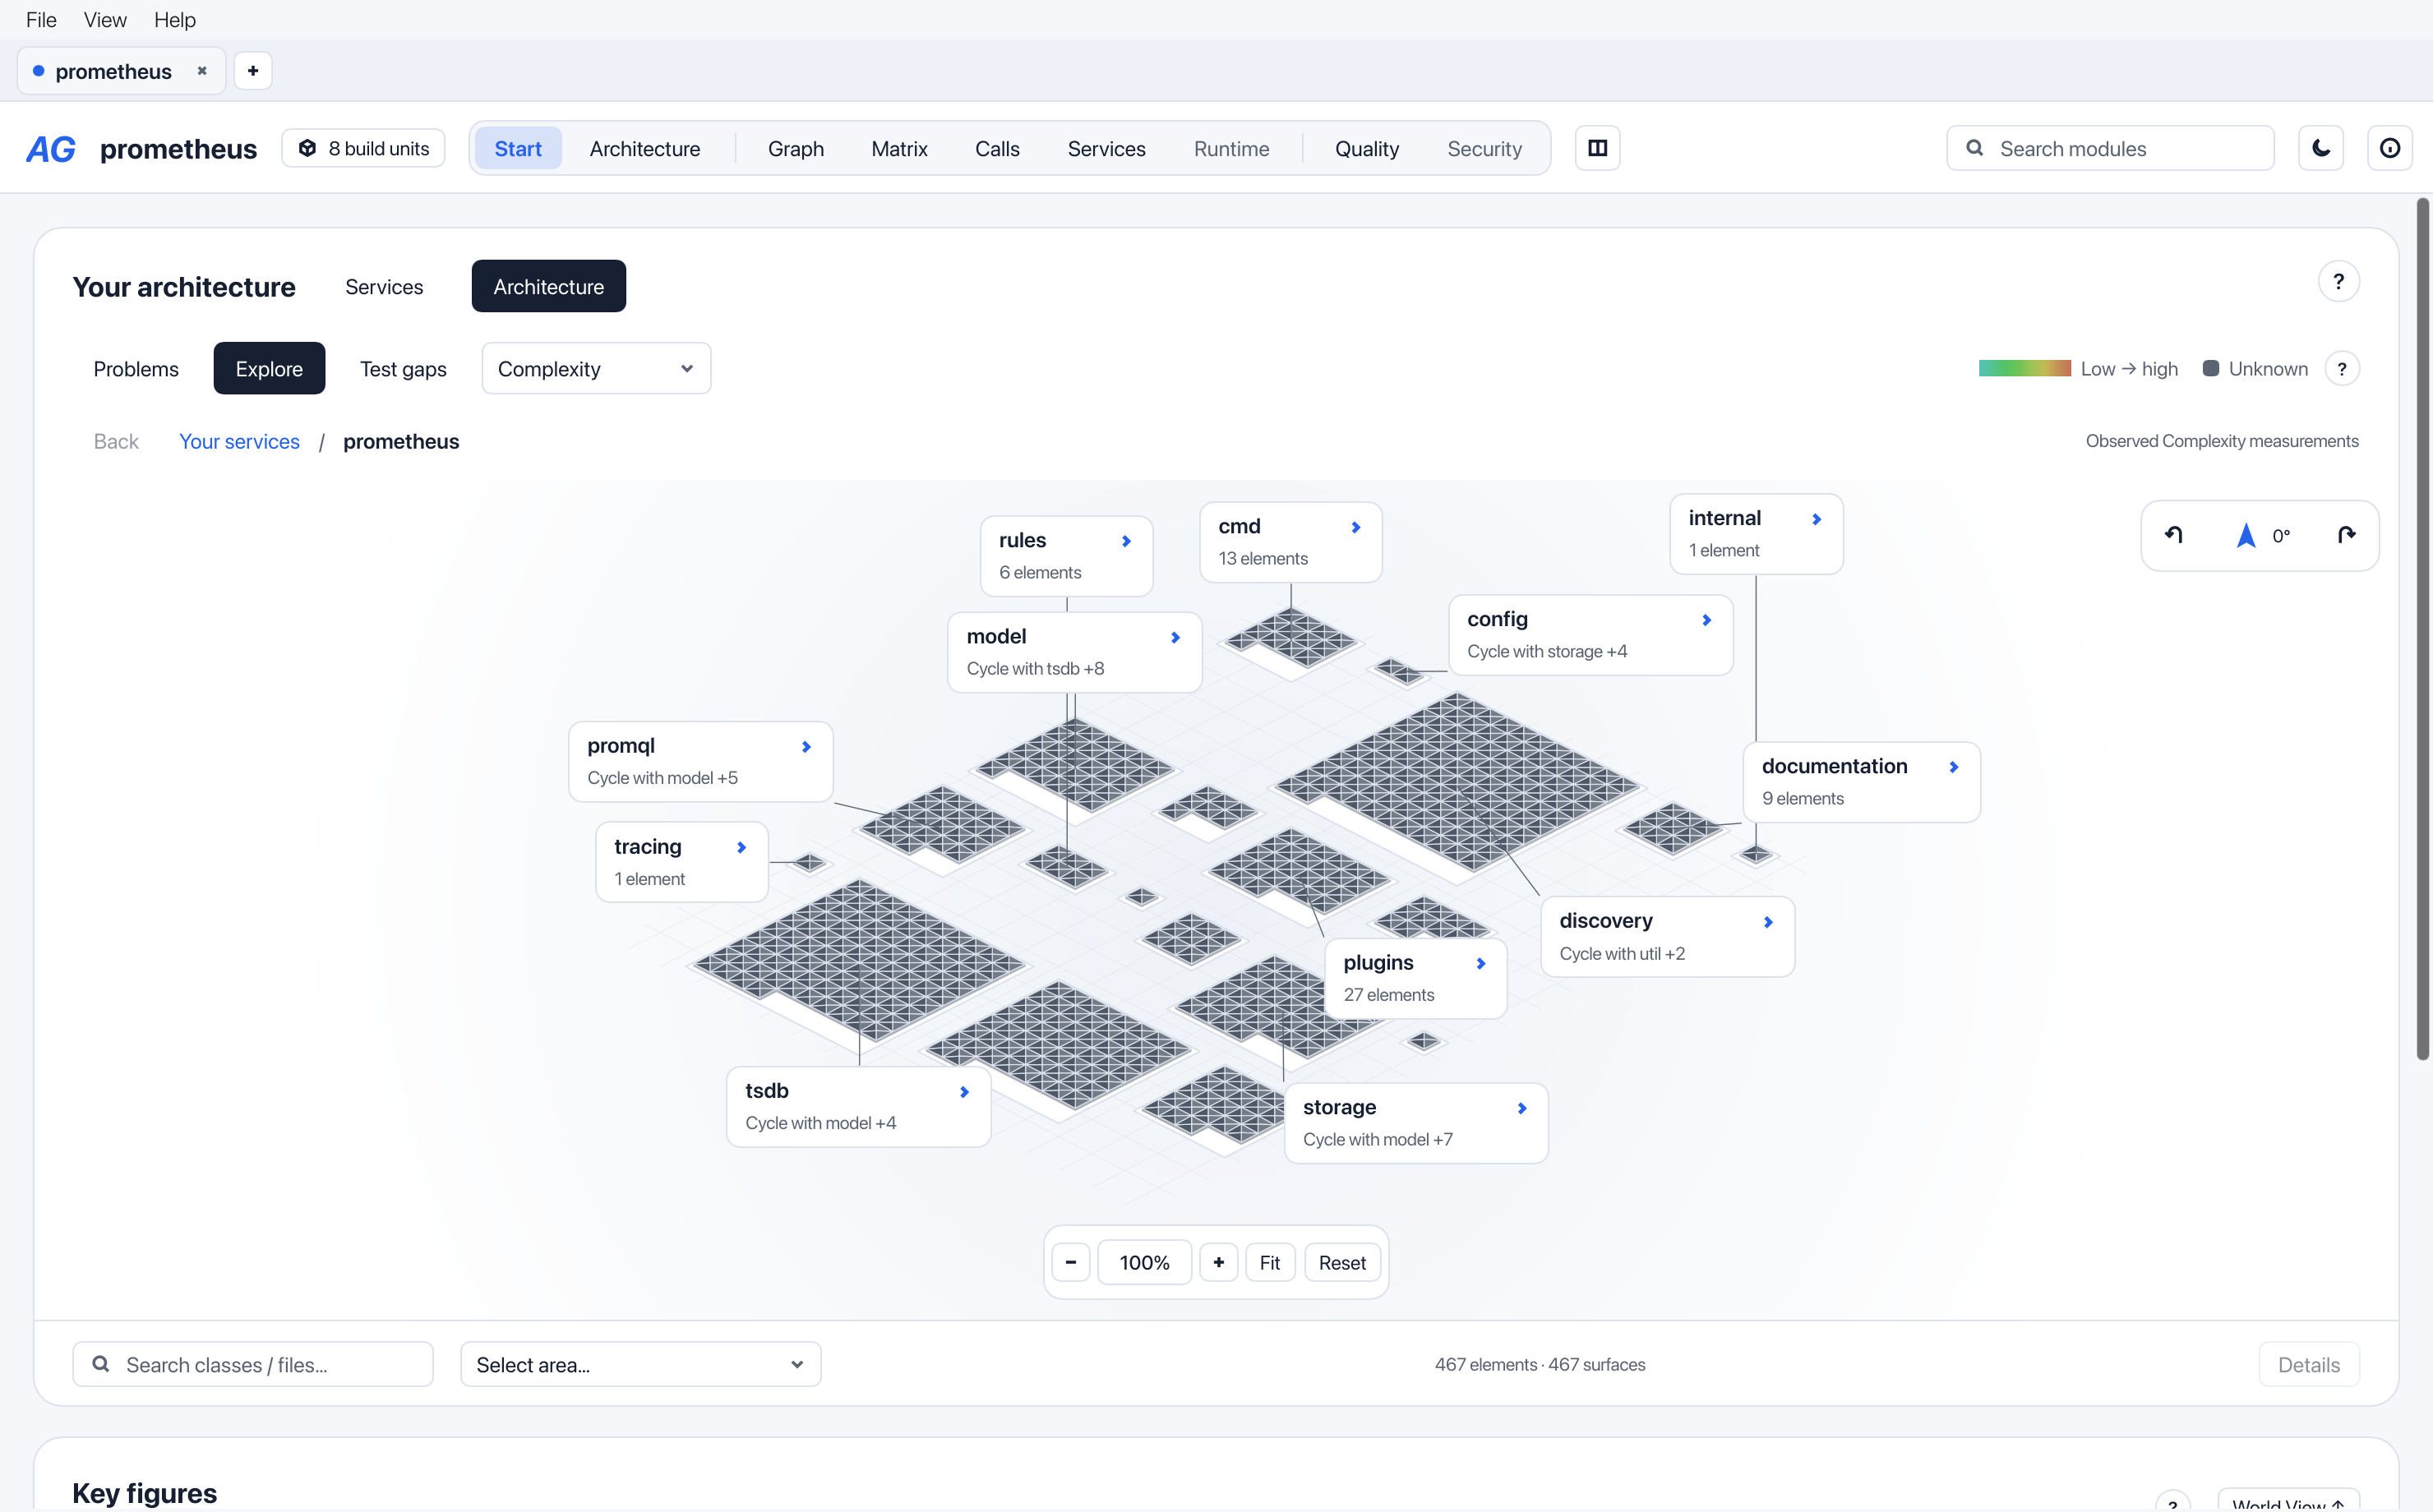 File View Help
prometheus
AG prometheus 8 build units Start Architecture Graph Matrix Calls Services Runtime Quality Security Search modules
Your architecture Services Architecture ?
Problems Explore Test gaps Complexity Low → high Unknown ?
Back Your services / prometheus Observed Complexity measurements
rules
6 elements
cmd
13 elements
internal
1 element
0°
model
Cycle with tsdb +8
config
Cycle with storage +4
promql
Cycle with model +5
documentation
9 elements
tracing
1 element
discovery
Cycle with util +2
plugins
27 elements
tsdb
Cycle with model +4
storage
Cycle with model +7
− 100% + Fit Reset
Search classes / files...
Select area...
467 elements · 467 surfaces
Details
Key figures ? World View ↑